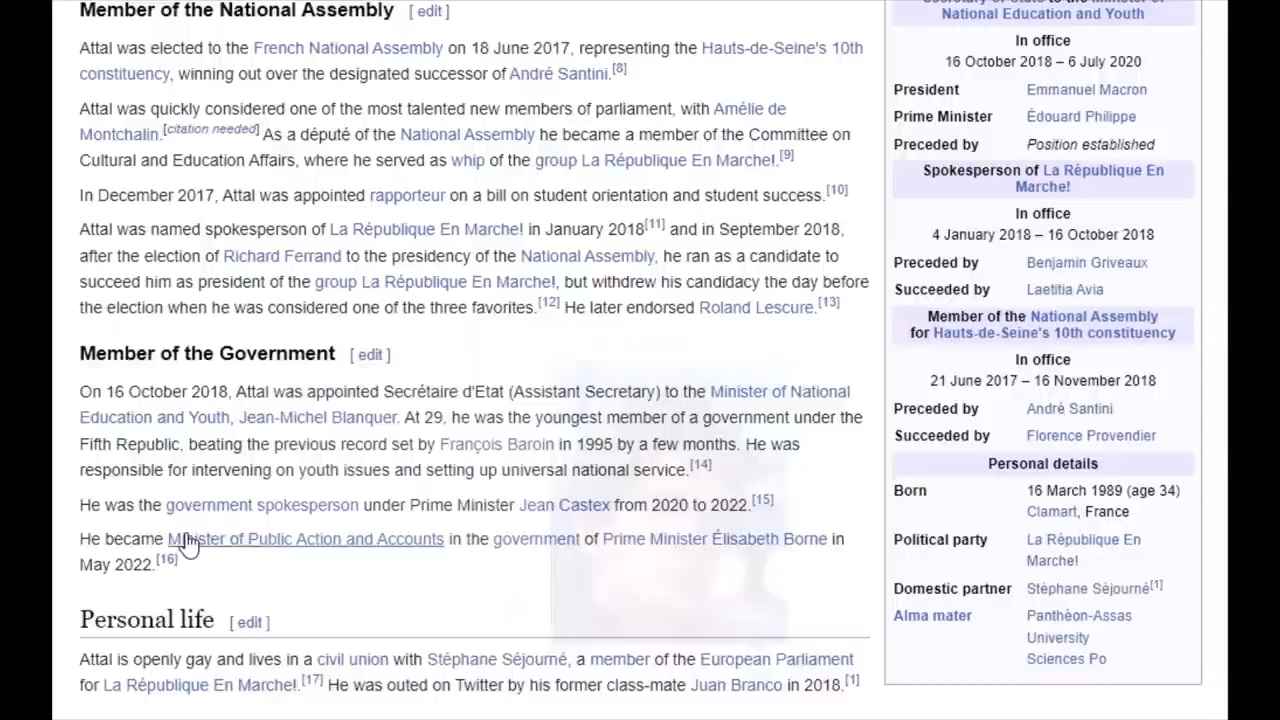 Member of the National Assembly [ edit ]
Attal was elected to the French National Assembly on 18 June 2017, representing the Hauts-de-Seine's 10th
constituency, winning out over the designated successor of André Santini.[8]
Attal was quickly considered one of the most talented new members of parliament, with Amélie de
Montchalin.[citation needed] As a député of the National Assembly he became a member of the Committee on
Cultural and Education Affairs, where he served as whip of the group La République En Marche!.[9]
In December 2017, Attal was appointed rapporteur on a bill on student orientation and student success.[10]
Attal was named spokesperson of La République En Marche! in January 2018[11] and in September 2018,
after the election of Richard Ferrand to the presidency of the National Assembly, he ran as a candidate to
succeed him as president of the group La République En Marche!, but withdrew his candidacy the day before
the election when he was considered one of the three favorites.[12] He later endorsed Roland Lescure.[13]
Member of the Government [ edit ]
On 16 October 2018, Attal was appointed Secrétaire d'Etat (Assistant Secretary) to the Minister of National
Education and Youth, Jean-Michel Blanquer. At 29, he was the youngest member of a government under the
Fifth Republic, beating the previous record set by François Baroin in 1995 by a few months. He was
responsible for intervening on youth issues and setting up universal national service.[14]
He was the government spokesperson under Prime Minister Jean Castex from 2020 to 2022.[15]
He became Minister of Public Action and Accounts in the government of Prime Minister Élisabeth Borne in
May 2022.[16]
Personal life [ edit ]
Attal is openly gay and lives in a civil union with Stéphane Séjourné, a member of the European Parliament
for La République En Marche!.[17] He was outed on Twitter by his former class-mate Juan Branco in 2018.[1]
Secretary of State to the Minister of
National Education and Youth
In office
16 October 2018 – 6 July 2020
President Emmanuel Macron
Prime Minister Édouard Philippe
Preceded by Position established
Spokesperson of La République En
Marche!
In office
4 January 2018 – 16 October 2018
Preceded by Benjamin Griveaux
Succeeded by Laetitia Avia
Member of the National Assembly
for Hauts-de-Seine's 10th constituency
In office
21 June 2017 – 16 November 2018
Preceded by André Santini
Succeeded by Florence Provendier
Personal details
Born 16 March 1989 (age 34)
Clamart, France
Political party La République En
Marche!
Domestic partner Stéphane Séjourné[1]
Alma mater Panthéon-Assas
University
Sciences Po